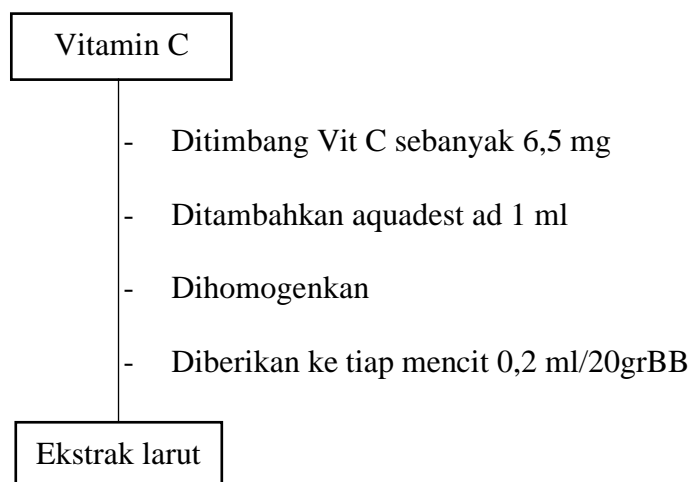 Vitamin C
- Ditimbang Vit C sebanyak 6,5 mg
- Ditambahkan aquadest ad 1 ml
- Dihomogenkan
- Diberikan ke tiap mencit 0,2 ml/20grBB
Ekstrak larut